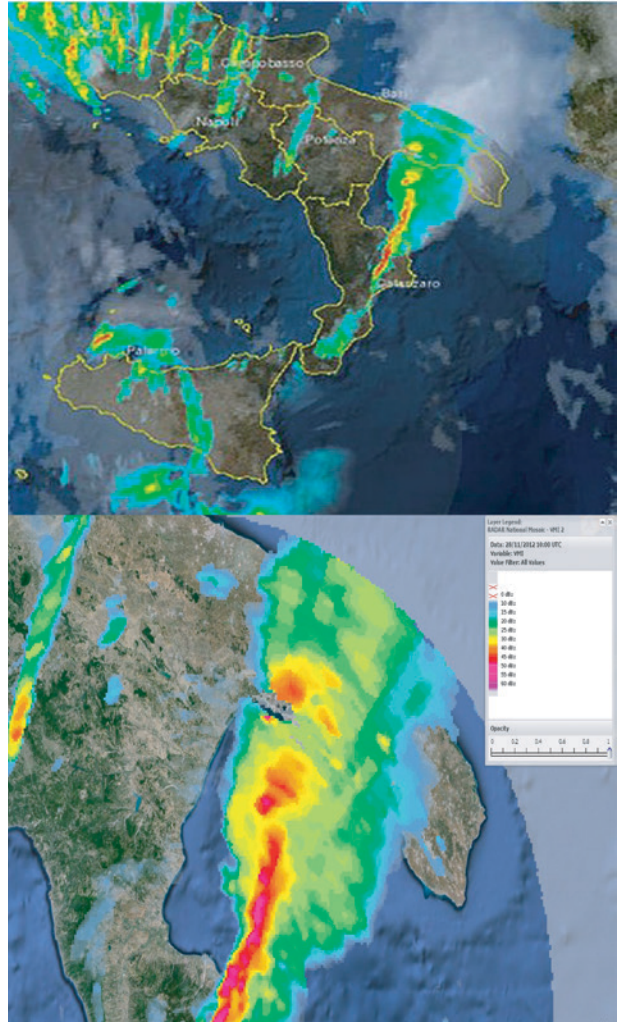 Campobasso
Bari
Napoli
Potenza
Catanzaro
Palermo
Layer Legend:
RADAR National Mosaic - VMI 2
Date: 28/11/2012 10:00 UTC
Variable: VMI
Value Filter: All Values
0 dBz
10 dBz
15 dBz
20 dBz
25 dBz
30 dBz
40 dBz
45 dBz
50 dBz
55 dBz
60 dBz
Opacity
0 0.2 0.4 0.6 0.8 1